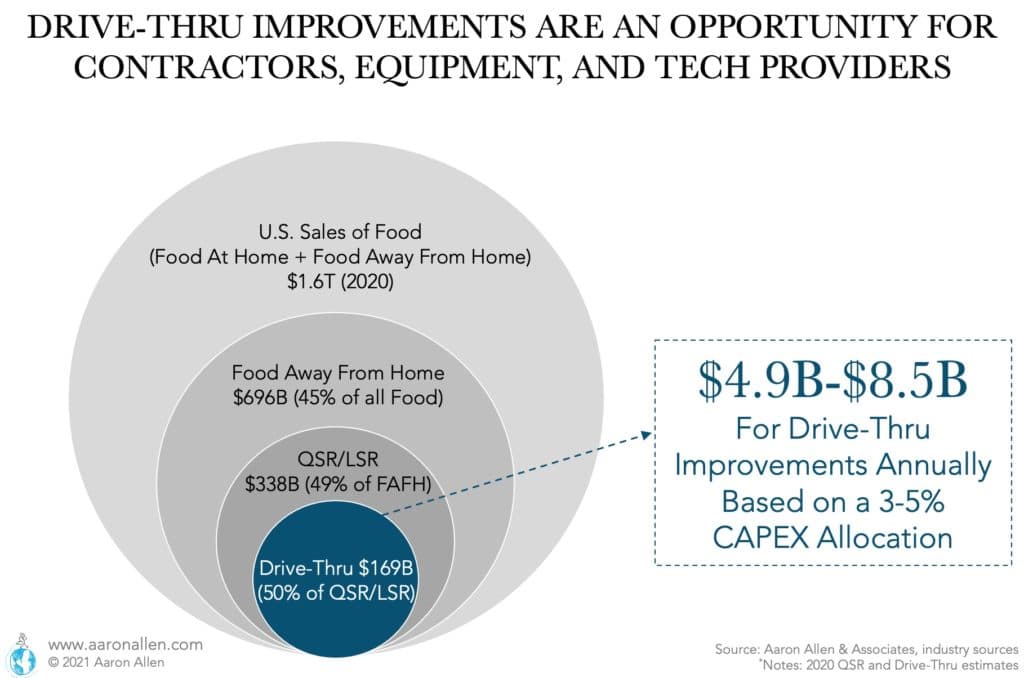 DRIVE-THRU IMPROVEMENTS ARE AN OPPORTUNITY FOR
CONTRACTORS, EQUIPMENT, AND TECH PROVIDERS
U.S. Sales of Food
(Food At Home + Food Away From Home)
$1.6T (2020)
Food Away From Home
$696B (45% of all Food)
QSR/LSR
$338B (49% of FAFH)
Drive-Thru $169B
(50% of QSR/LSR)
$4.9B-$8.5B
For Drive-Thru
Improvements Annually
Based on a 3-5%
CAPEX Allocation
www.aaronallen.com
© 2021 Aaron Allen
Source: Aaron Allen & Associates, industry sources
*Notes: 2020 QSR and Drive-Thru estimates